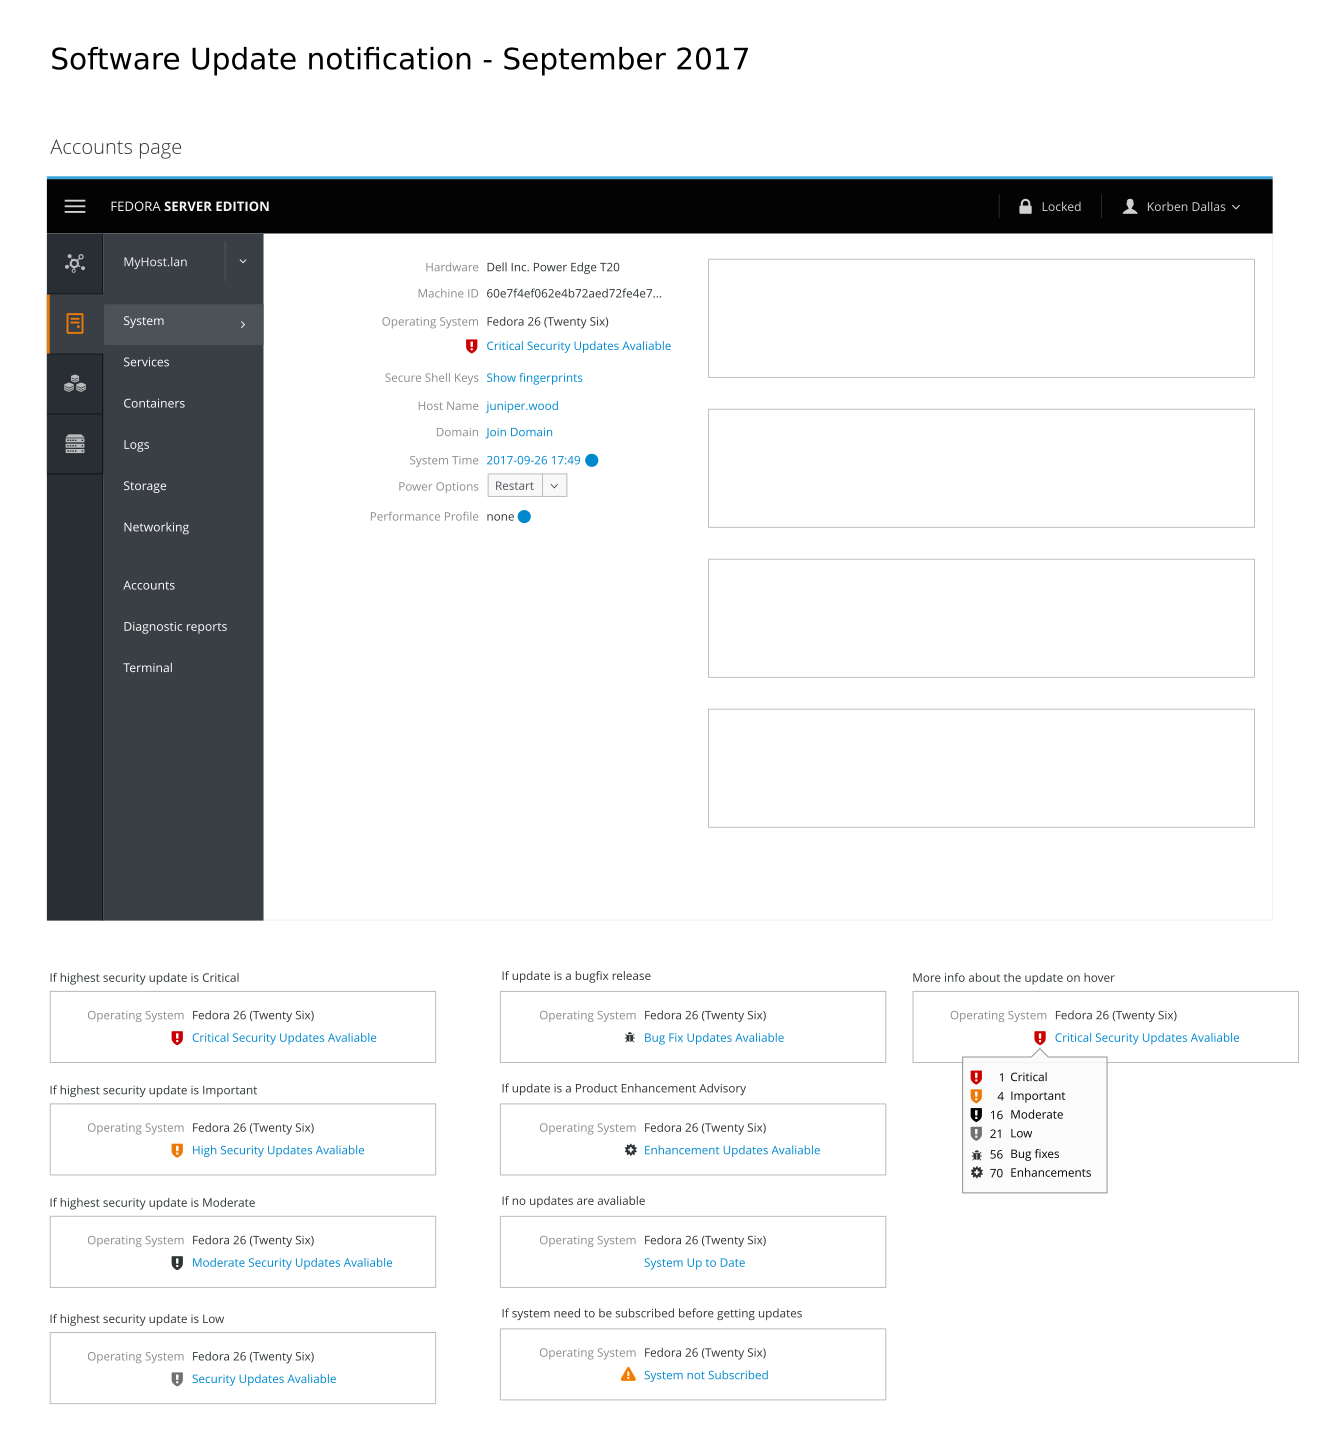 Software Update notification - September 2017
Accounts page
FEDORA SERVER EDITION
Locked
Korben Dallas
MyHost.lan
System
Services
Containers
Logs
Storage
Networking
Accounts
Diagnostic reports
Terminal
Hardware Dell Inc. Power Edge T20
Machine ID 60e7f4ef062e4b72aed72fe4e7...
Operating System Fedora 26 (Twenty Six)
Critical Security Updates Avaliable
Secure Shell Keys Show fingerprints
Host Name juniper.wood
Domain Join Domain
System Time 2017-09-26 17:49
Power Options Restart
Performance Profile none
If highest security update is Critical
Operating System Fedora 26 (Twenty Six)
Critical Security Updates Avaliable
If highest security update is Important
Operating System Fedora 26 (Twenty Six)
High Security Updates Avaliable
If highest security update is Moderate
Operating System Fedora 26 (Twenty Six)
Moderate Security Updates Avaliable
If highest security update is Low
Operating System Fedora 26 (Twenty Six)
Security Updates Avaliable
If update is a bugfix release
Operating System Fedora 26 (Twenty Six)
Bug Fix Updates Avaliable
If update is a Product Enhancement Advisory
Operating System Fedora 26 (Twenty Six)
Enhancement Updates Avaliable
If no updates are avaliable
Operating System Fedora 26 (Twenty Six)
System Up to Date
If system need to be subscribed before getting updates
Operating System Fedora 26 (Twenty Six)
System not Subscribed
More info about the update on hover
Operating System Fedora 26 (Twenty Six)
Critical Security Updates Avaliable
1 Critical
4 Important
16 Moderate
21 Low
56 Bug fixes
70 Enhancements